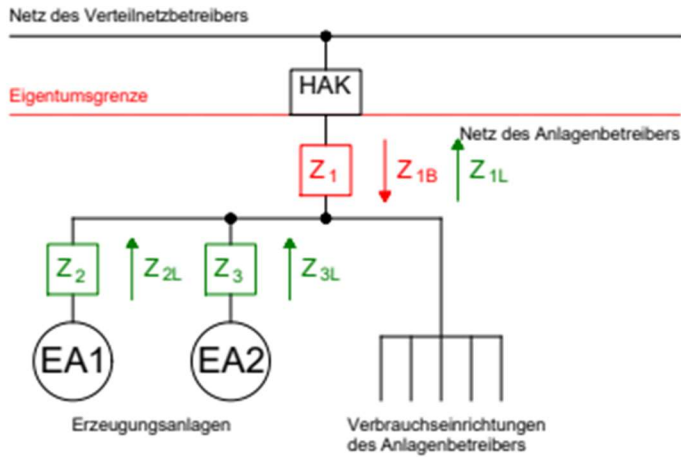 Netz des Verteilnetzbetreibers
HAK
Eigentumsgrenze
Netz des Anlagenbetreibers
Z1
Z1B
Z1L
Z2
Z2L
Z3
Z3L
EA1
EA2
Erzeugungsanlagen
Verbrauchseinrichtungen
des Anlagenbetreibers